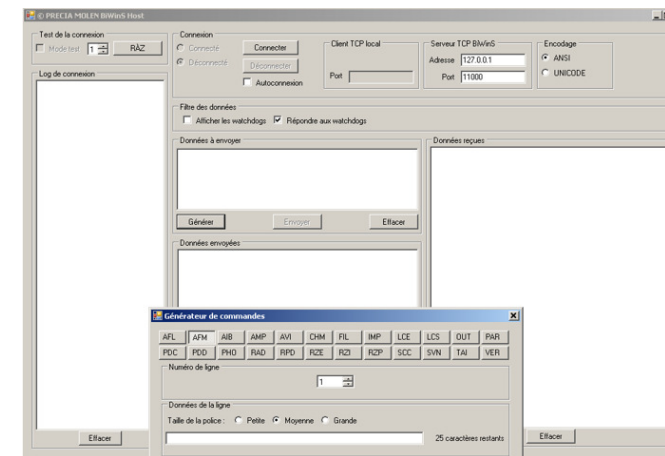 © PRECIA MOLEN BiWinS Host
Test de la connexion
Mode test 1 RÀZ
Log de connexion
Effacer
Connexion
Connecté
Déconnecté
Connecter
Déconnecter
Autoconnexion
Client TCP local
Port
Serveur TCP BiWinS
Adresse 127.0.0.1
Port 11000
Encodage
ANSI
UNICODE
Filtre des données
Afficher les watchdogs Répondre aux watchdogs
Données à envoyer
Générer Envoyer Effacer
Données envoyées
Données reçues
Effacer
Générateur de commandes
AFL AFM AIB AMP AVI CHM FIL IMP LCE LCS OUT PAR
PDC PDD PHO RAD RPD RZE RZI RZP SCC SVN TAI VER
Numéro de ligne
1
Données de la ligne
Taille de la police : Petite Moyenne Grande
25 caractères restants